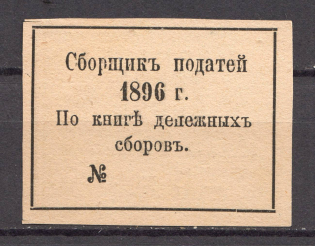 Сборщикъ податей
1896 г.
По книгѣ денежныхъ
сборовъ.
№